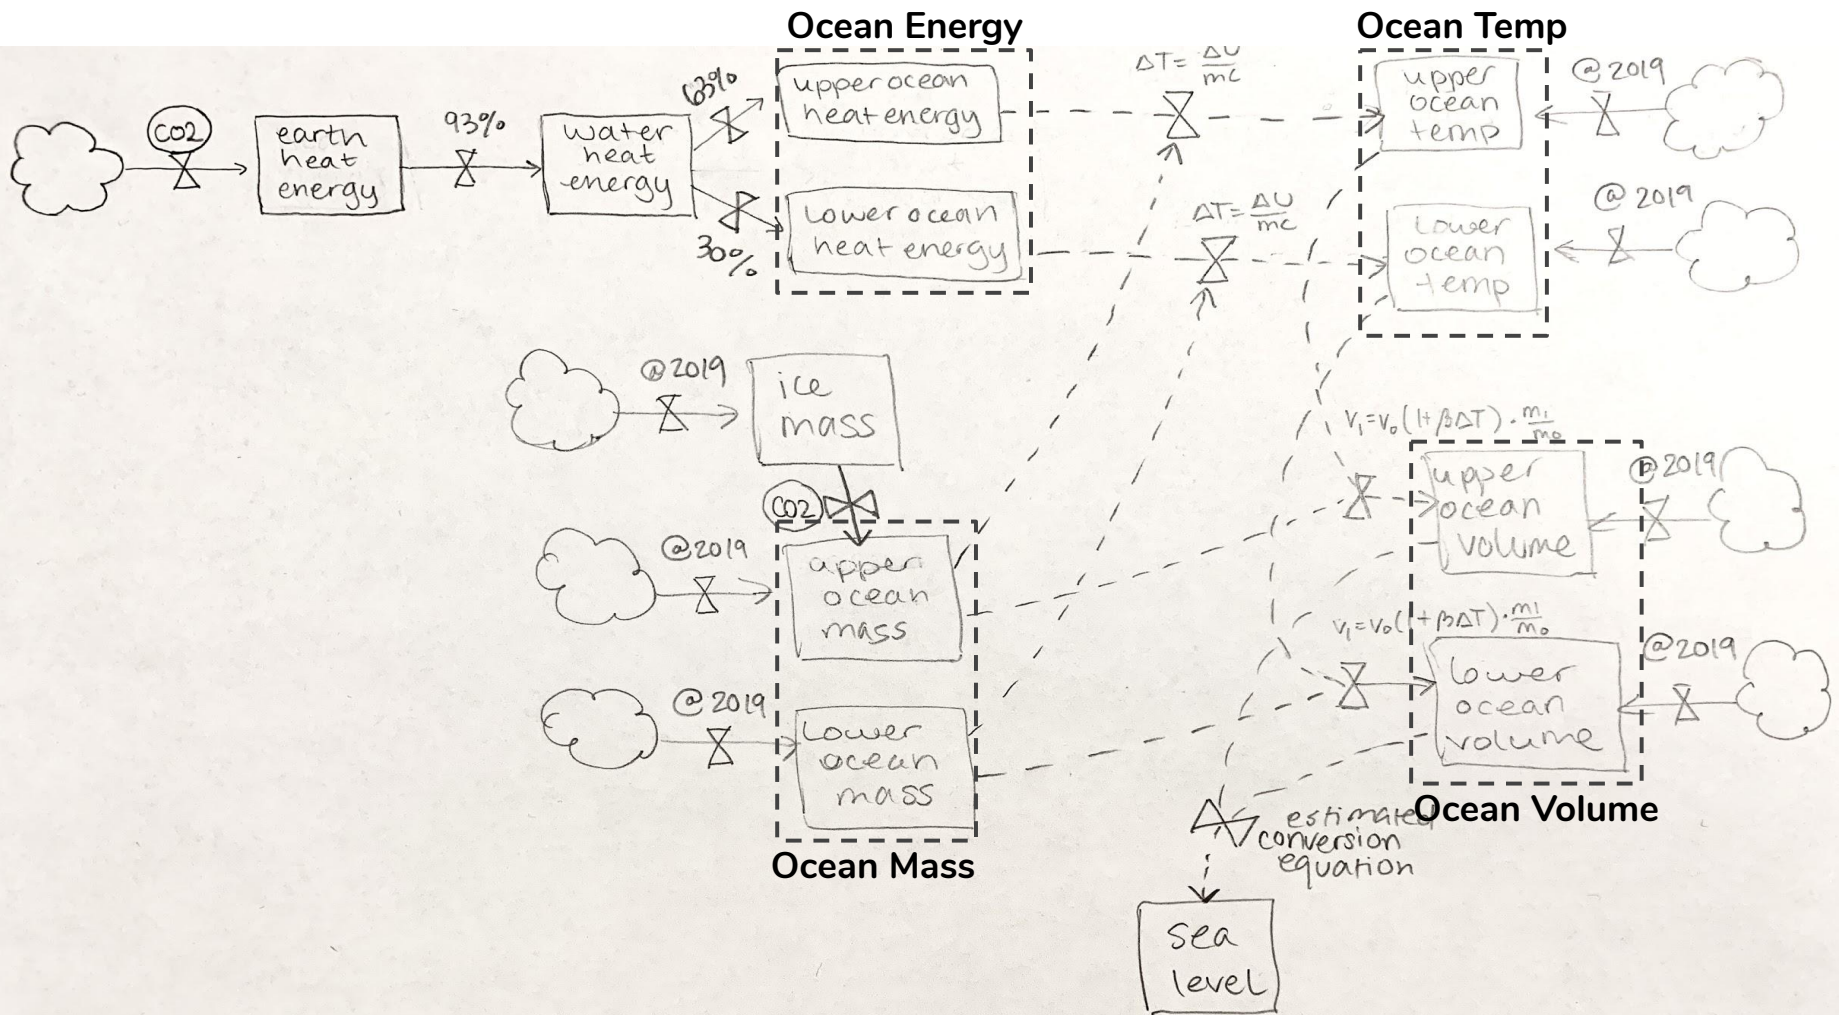 Ocean Energy
Ocean Temp
CO2
earth
heat
energy
93%
water
heat
energy
63%
30%
upper ocean
heat energy
lower ocean
heat energy
ΔT= ΔU/mc
ΔT= ΔU/mc
upper
ocean
temp
@2019
lower
ocean
temp
@2019
@2019
ice
mass
CO2
@2019
upper
ocean
mass
@2019
lower
ocean
mass
Ocean Mass
V₁=V₀(1+βΔT)·m₁/m₀
upper
ocean
volume
@2019
V₁=V₀(1+βΔT)·m₁/m₀
lower
ocean
volume
@2019
Ocean Volume
estimated
conversion
equation
sea
level